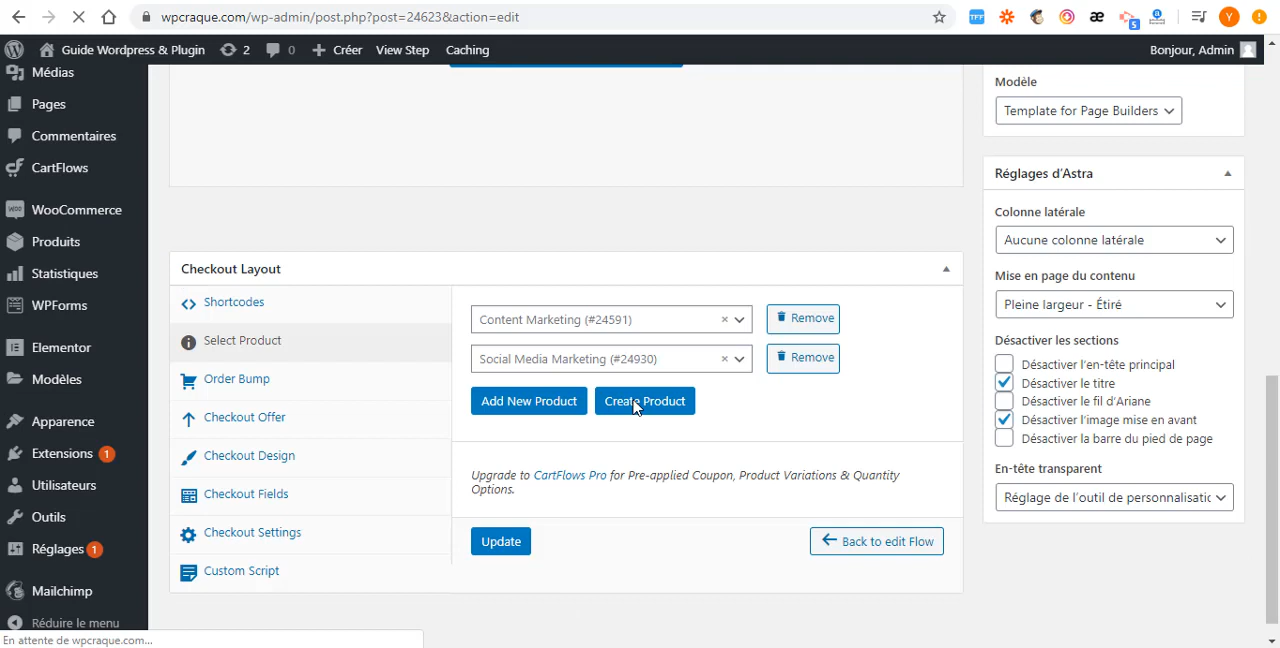 wpcraque.com/wp-admin/post.php?post=24623&action=edit
Guide Wordpress & Plugin 2 0 Créer View Step Caching
Bonjour, Admin
Médias
Pages
Commentaires
CartFlows
WooCommerce
Produits
Statistiques
WPForms
Elementor
Modèles
Apparence
Extensions 1
Utilisateurs
Outils
Réglages 1
Mailchimp
Réduire le menu
En attente de wpcraque.com...
Checkout Layout
Shortcodes
Select Product
Order Bump
Checkout Offer
Checkout Design
Checkout Fields
Checkout Settings
Custom Script
Content Marketing (#24591) × Remove
Social Media Marketing (#24930) × Remove
Add New Product Create Product
Upgrade to CartFlows Pro for Pre-applied Coupon, Product Variations & Quantity
Options.
Update Back to edit Flow
Modèle
Template for Page Builders
Réglages d'Astra
Colonne latérale
Aucune colonne latérale
Mise en page du contenu
Pleine largeur - Étiré
Désactiver les sections
Désactiver l'en-tête principal
Désactiver le titre
Désactiver le fil d'Ariane
Désactiver l'image mise en avant
Désactiver la barre du pied de page
En-tête transparent
Réglage de l'outil de personnalisatic